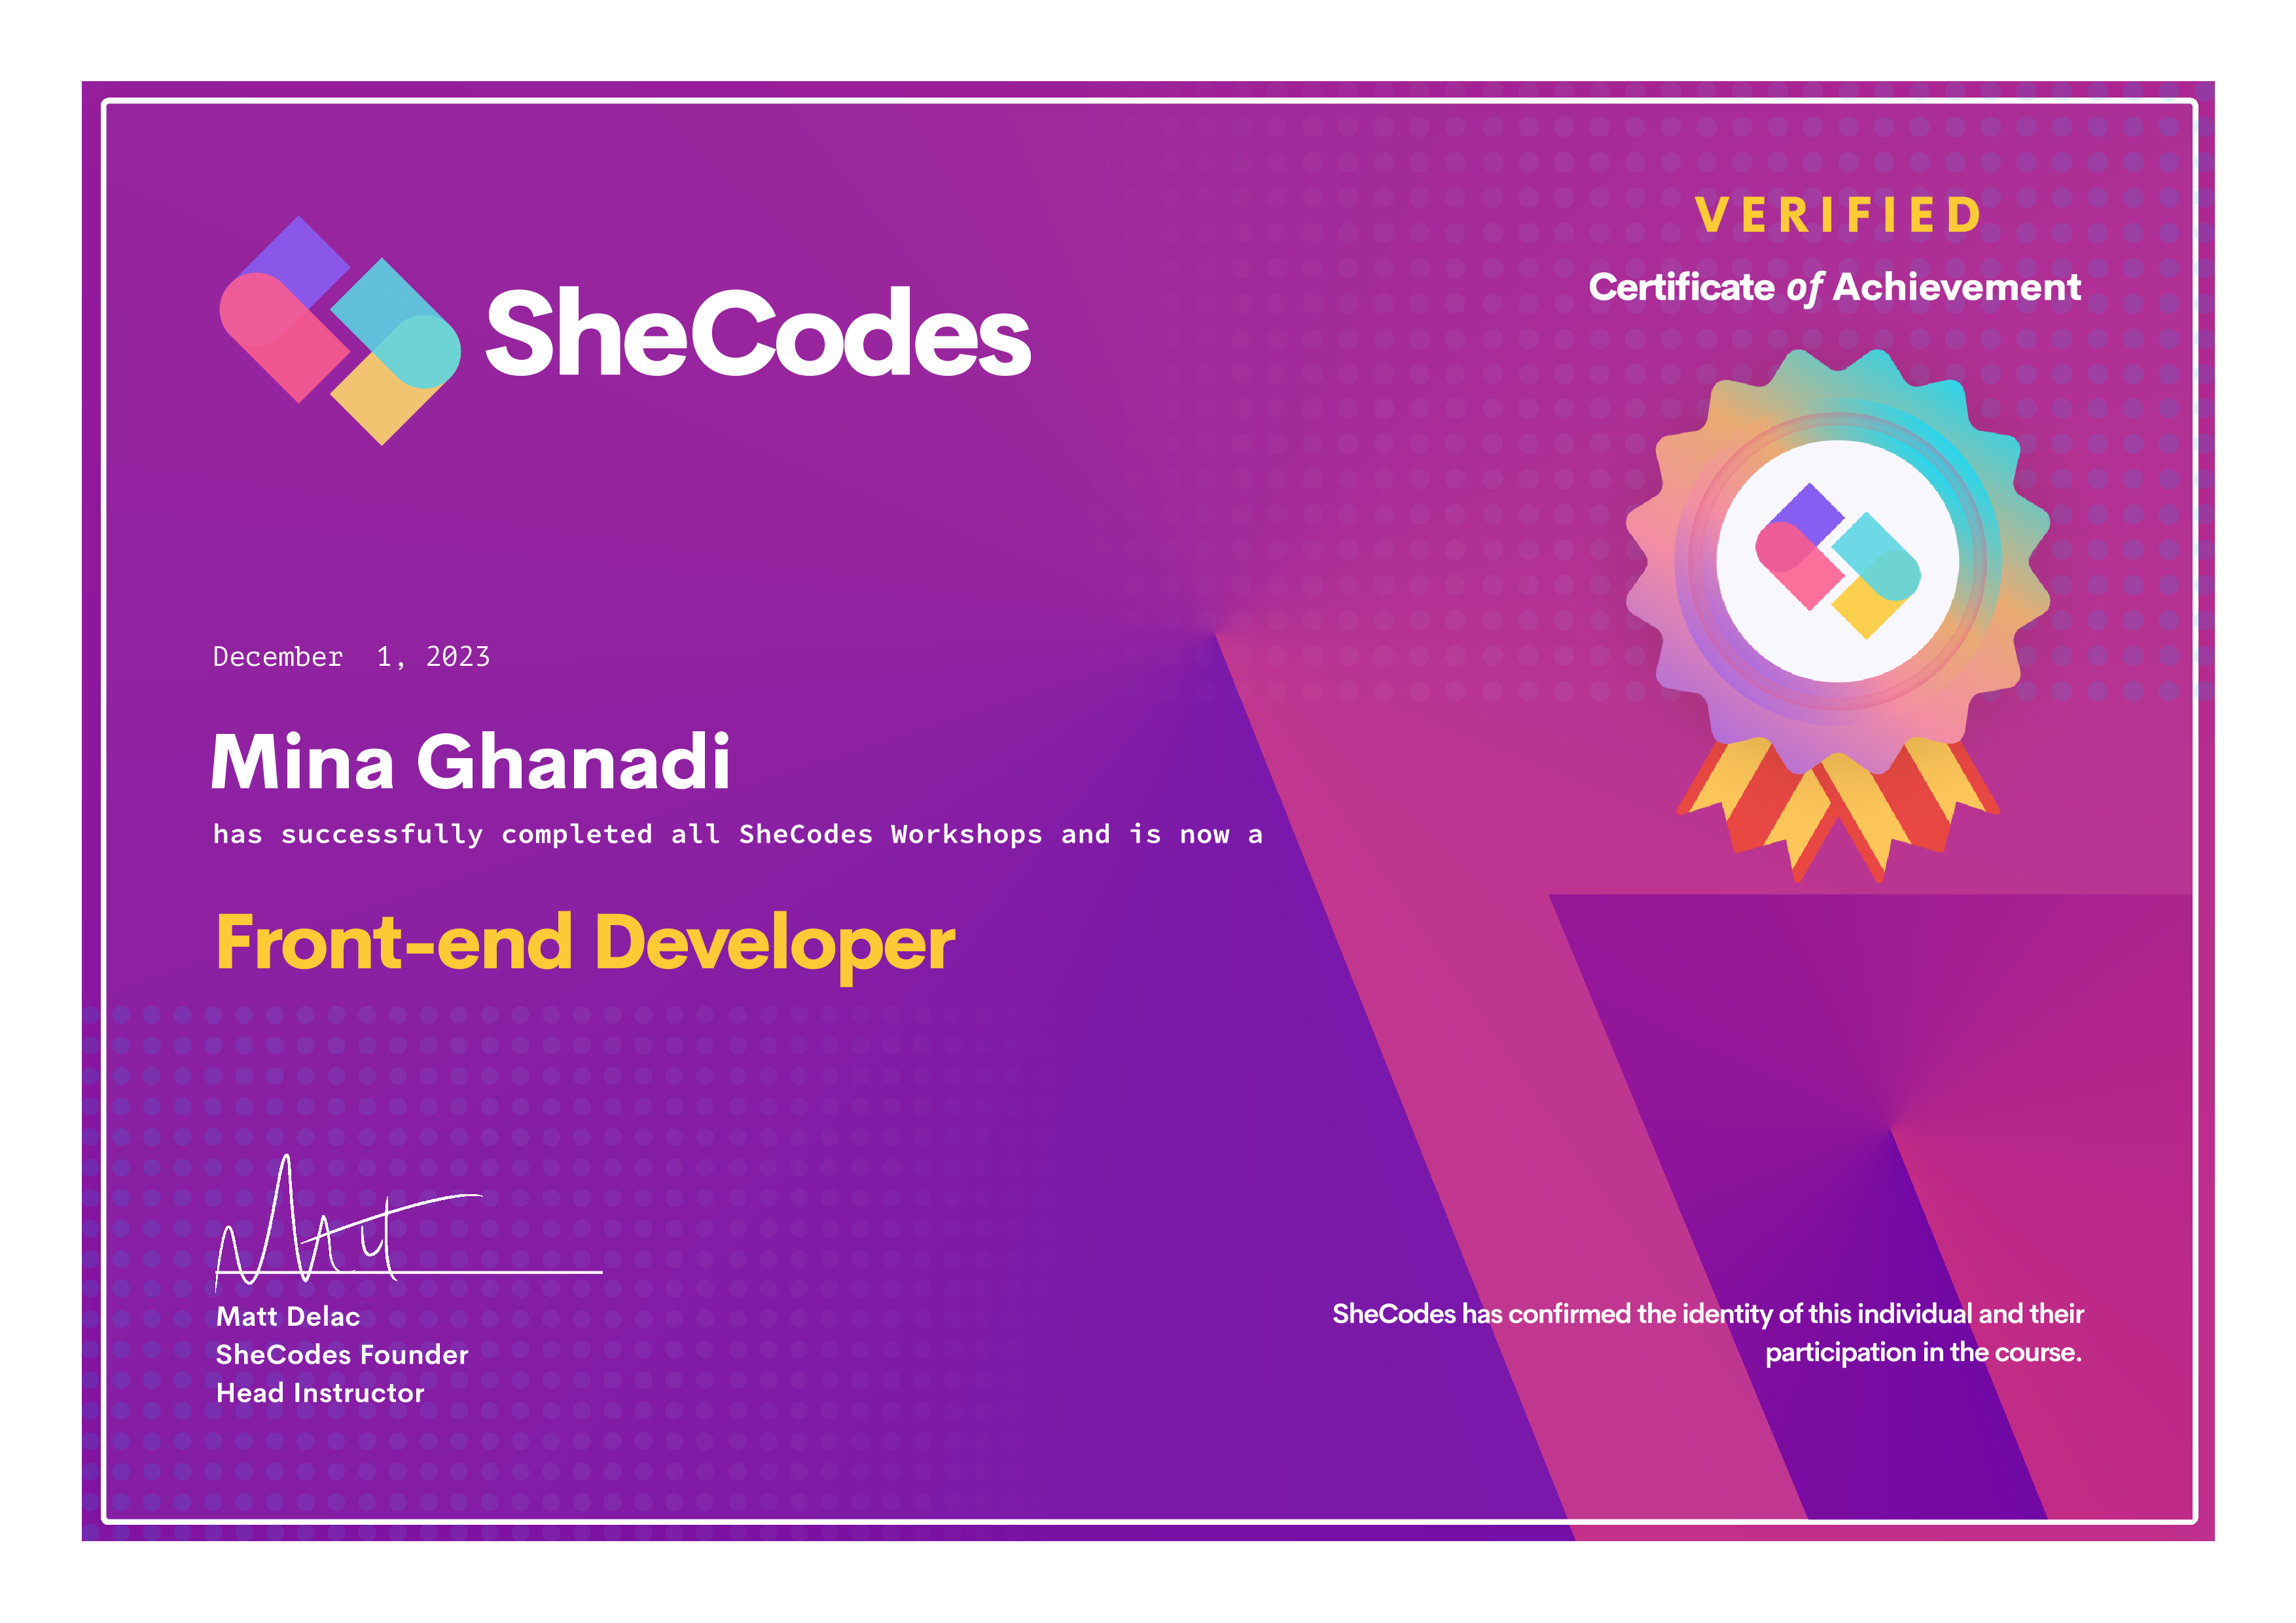 SheCodes
VERIFIED
Certificate of Achievement
December  1, 2023
Mina Ghanadi
has successfully completed all SheCodes Workshops and is now a
Front-end Developer
Matt Delac
SheCodes Founder
Head Instructor
SheCodes has confirmed the identity of this individual and their
participation in the course.